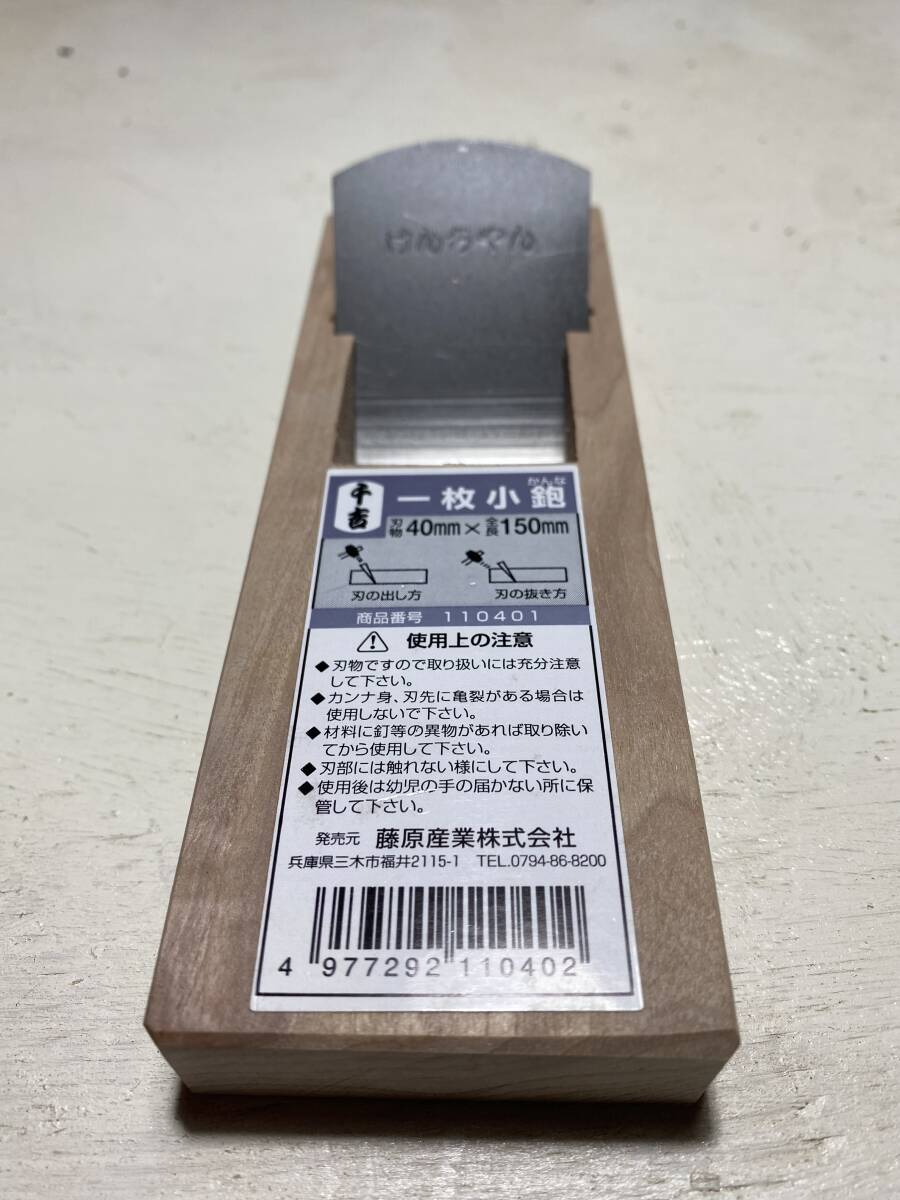 けんちやん
千吉
一枚小鉋
かんな
刃物40mm×全長150mm
刃の出し方
刃の抜き方
商品番号 110401
使用上の注意
◆刃物ですので取り扱いには充分注意
して下さい。
◆カンナ身、刃先に亀裂がある場合は
使用しないで下さい。
◆材料に釘等の異物があれば取り除い
てから使用して下さい。
◆刃部には触れない様にして下さい。
◆使用後は幼児の手の届かない所に保
管して下さい。
発売元 藤原産業株式会社
兵庫県三木市福井2115-1 TEL.0794-86-8200
4 977292 110402